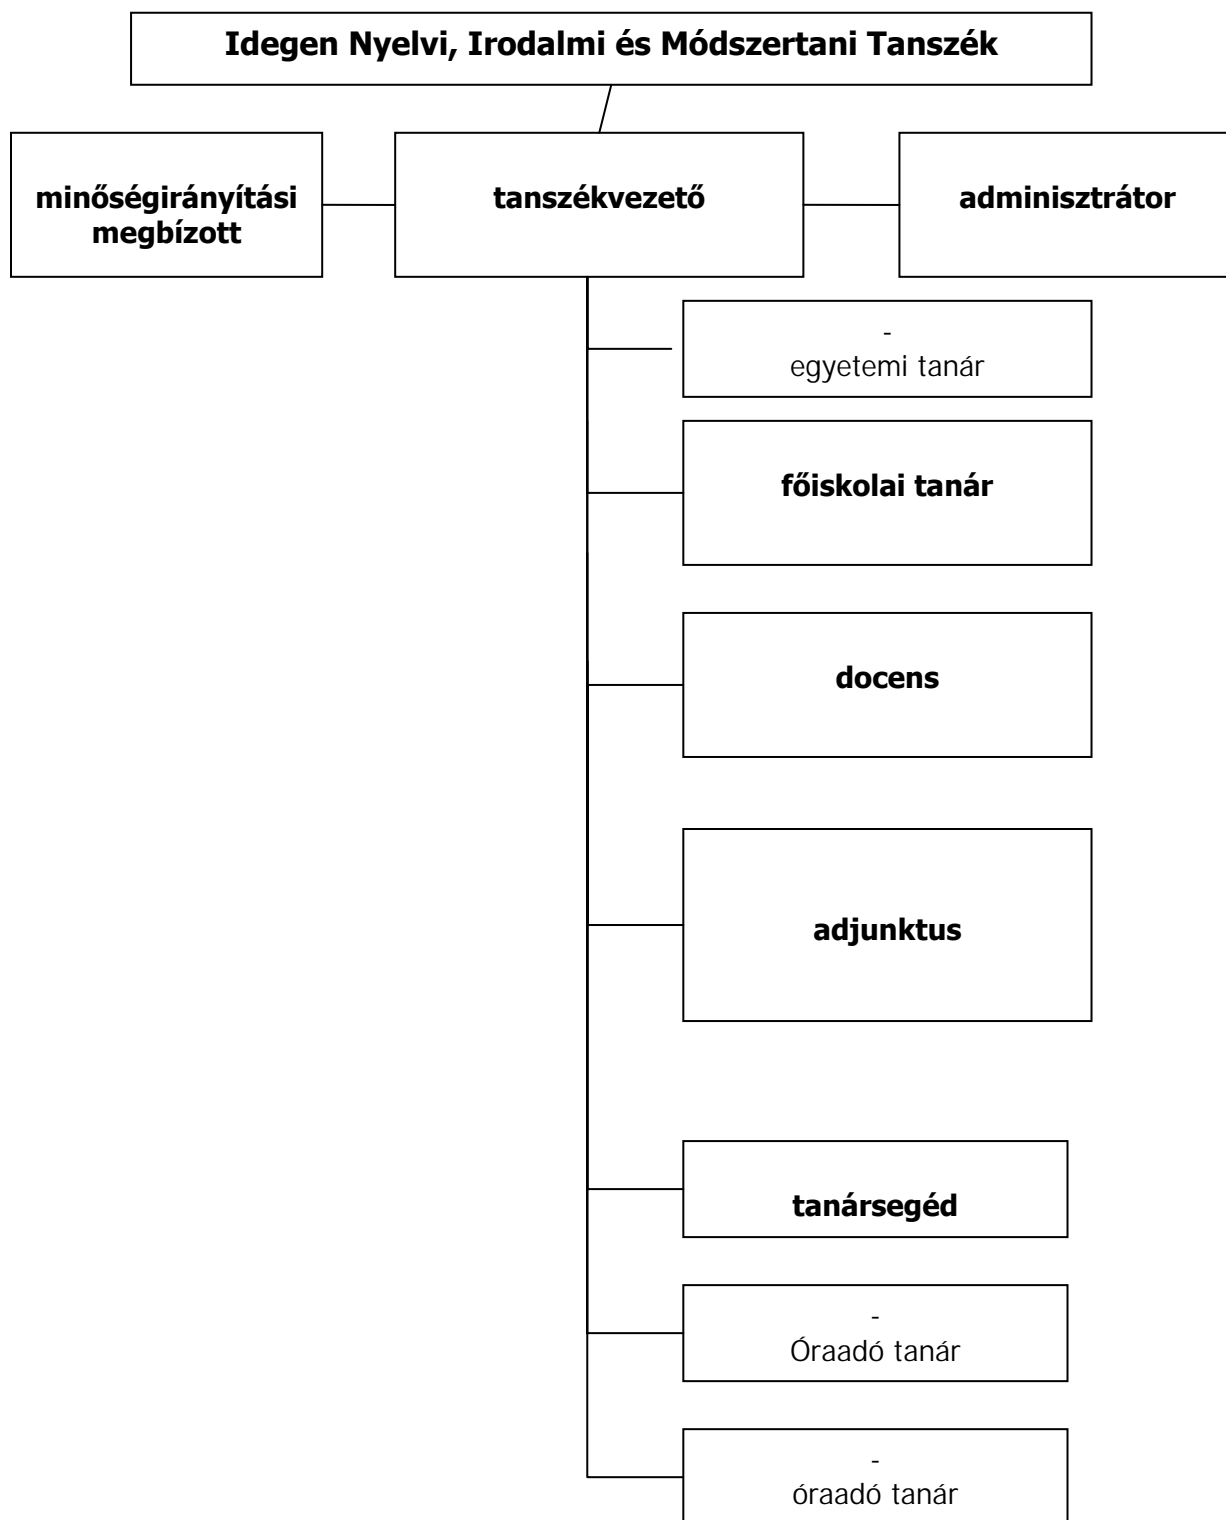 Idegen Nyelvi, Irodalmi és Módszertani Tanszék
minőségirányítási
megbízott
tanszékvezető
adminisztrátor
-
egyetemi tanár
főiskolai tanár
docens
adjunktus
tanársegéd
-
Óraadó tanár
-
óraadó tanár